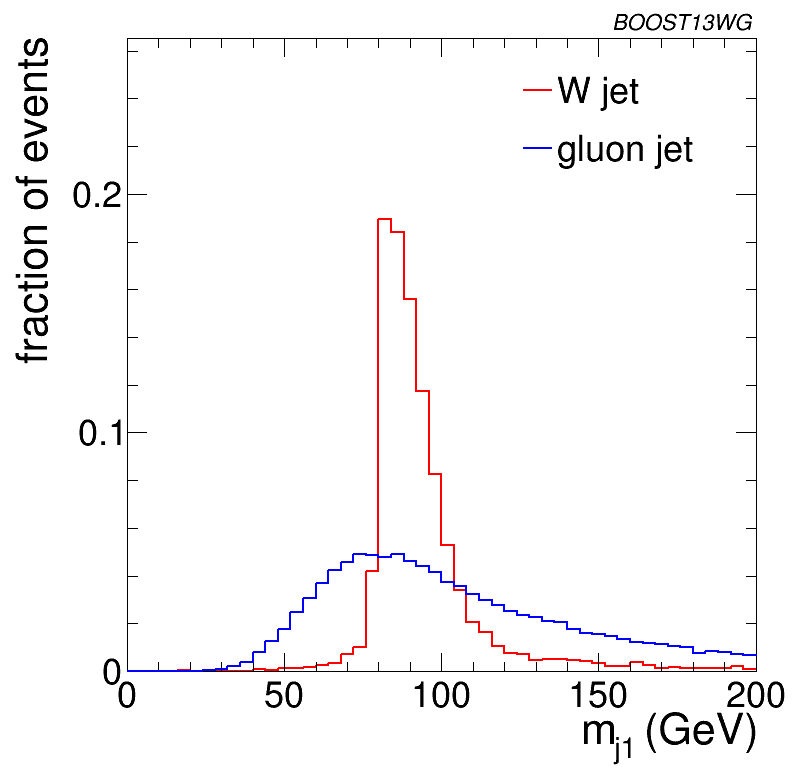 BOOST13WG
fraction of events
W jet
gluon jet
0.2
0.1
0
0 50 100 150 200
m_j1 (GeV)